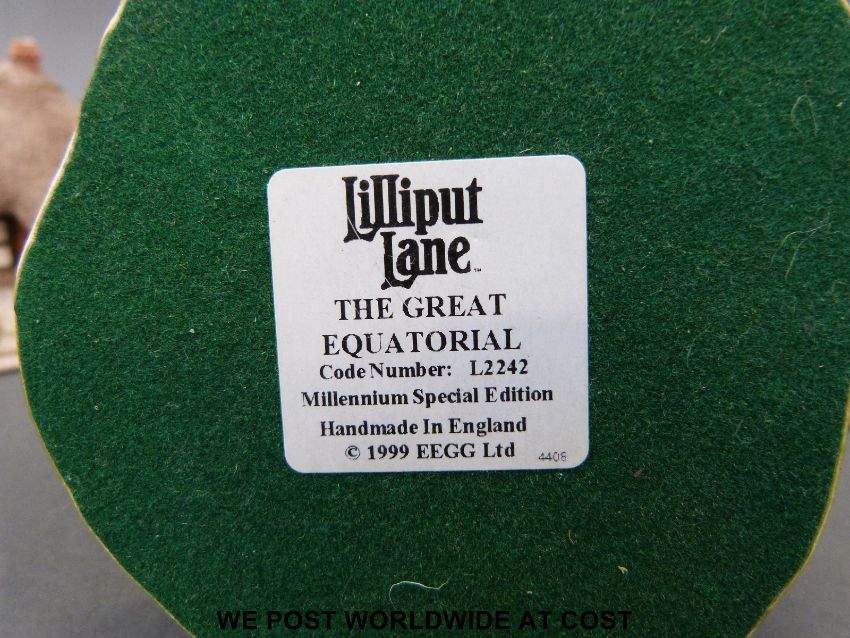 Lilliput
Lane™
THE GREAT
EQUATORIAL
Code Number: L2242
Millennium Special Edition
Handmade In England
© 1999 EEGG Ltd
4408
WE POST WORLDWIDE AT COST